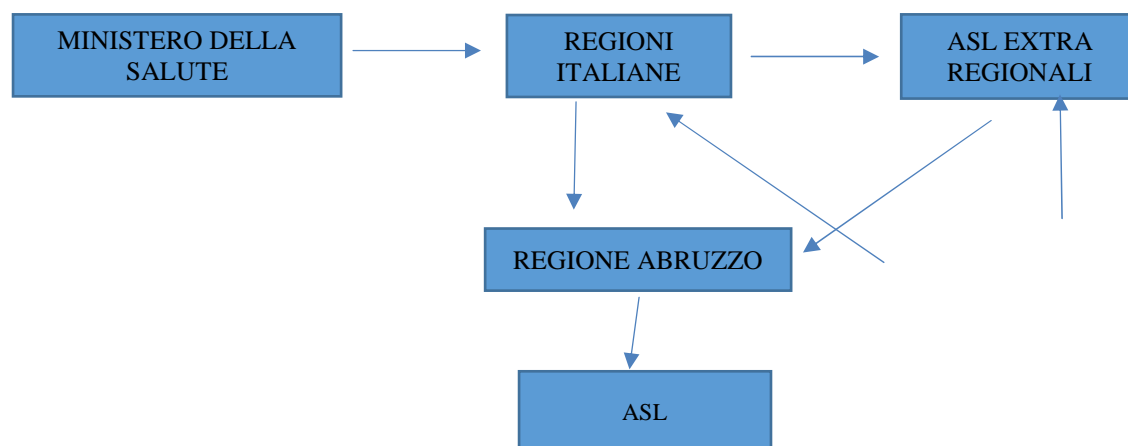 MINISTERO DELLA
SALUTE
REGIONI
ITALIANE
ASL EXTRA
REGIONALI
REGIONE ABRUZZO
ASL